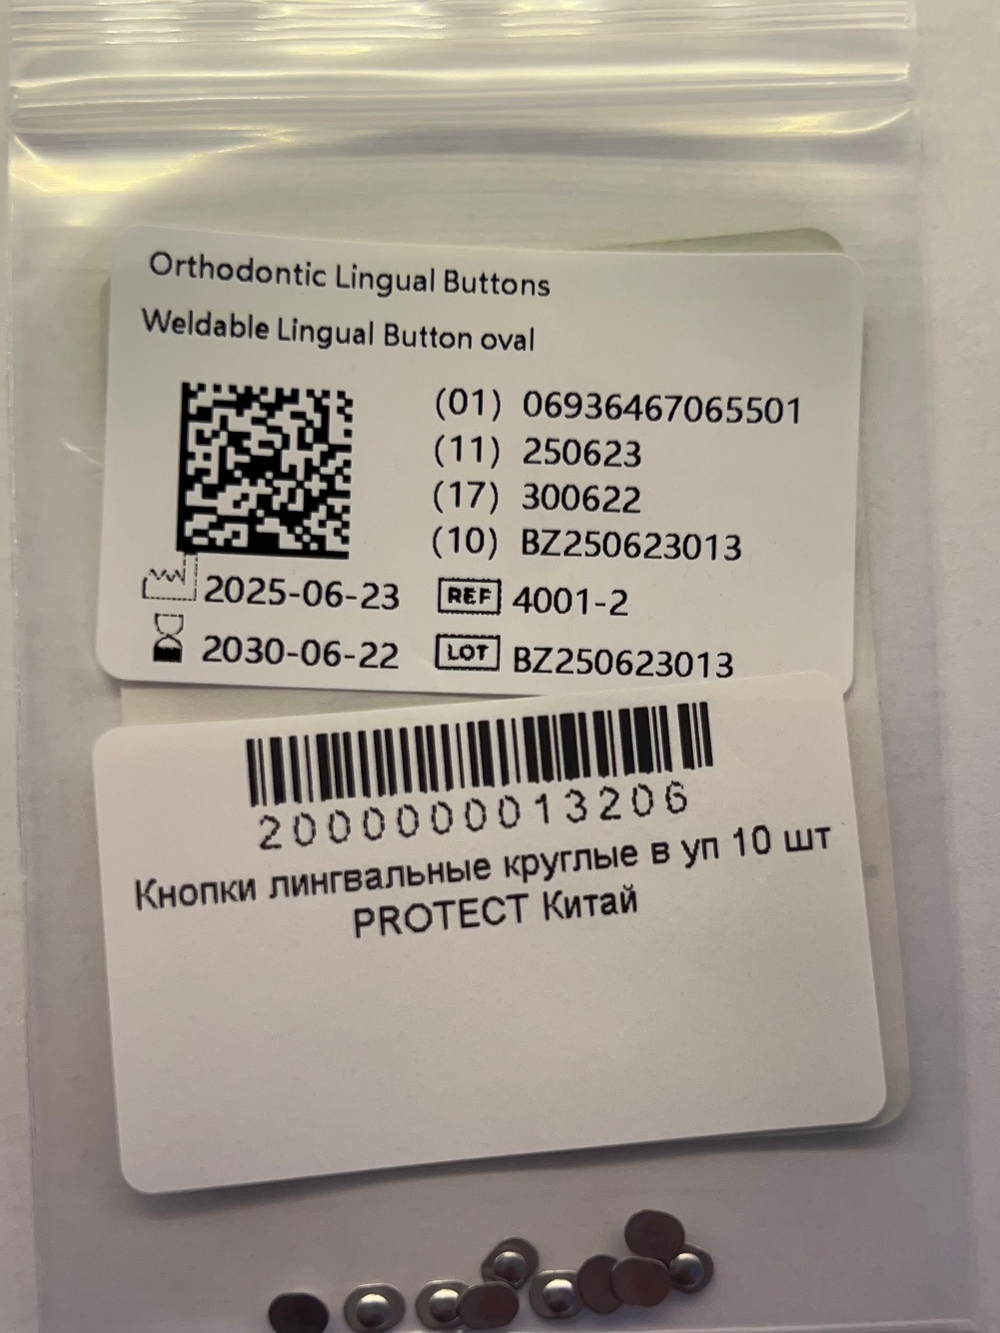 Orthodontic Lingual Buttons
Weldable Lingual Button oval
(01) 06936467065501
(11) 250623
(17) 300622
(10) BZ250623013
2025-06-23 REF 4001-2
2030-06-22 LOT BZ250623013
2000000013206
Кнопки лингвальные круглые в уп 10 шт
PROTECT Китай